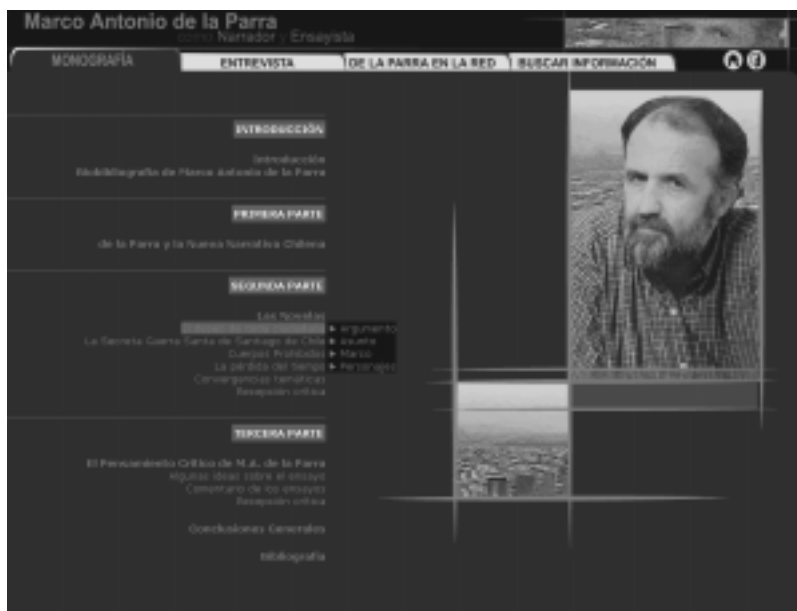 Marco Antonio de la Parra
como Narrador y Ensayista
MONOGRAFÍA
ENTREVISTA
DE LA PARRA EN LA RED
BUSCAR INFORMACIÓN
INTRODUCCIÓN
Introducción
Biobibliografía de Marco Antonio de la Parra
PRIMERA PARTE
de la Parra y la Nueva Narrativa Chilena
SEGUNDA PARTE
Las Novelas
Argumento
La Secreta Guerra Santa de Santiago de Chile
Asunto
Cuerpos Prohibidos
Marco
La pérdida del tiempo
Personajes
Convergencias temáticas
Recepción crítica
TERCERA PARTE
El Pensamiento Crítico de M.A. de la Parra
Algunas ideas sobre el ensayo
Comentario de los ensayos
Recepción crítica
Conclusiones Generales
Bibliografía